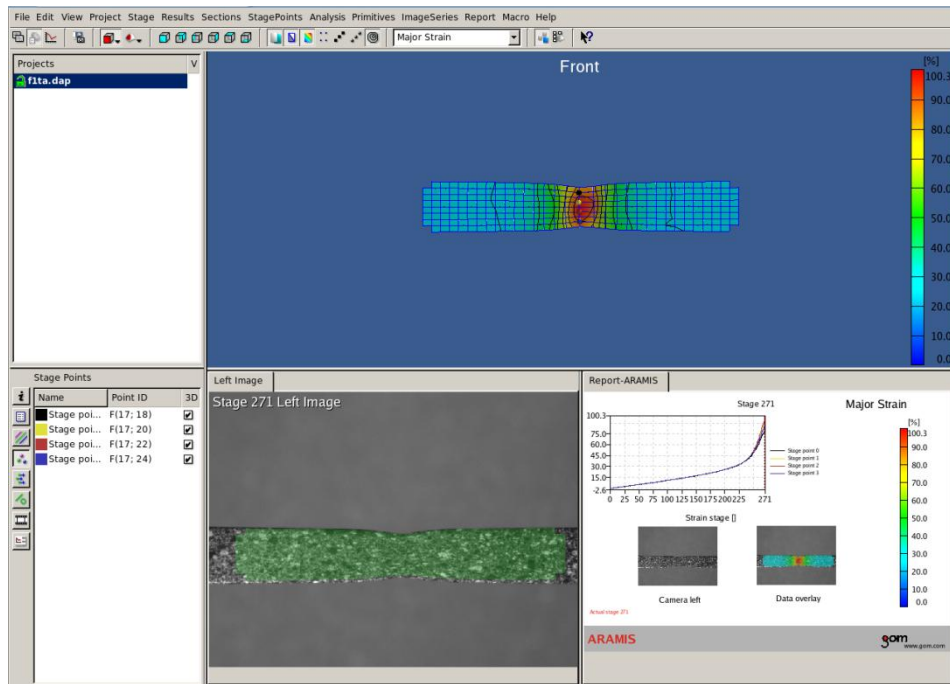 File Edit View Project Stage Results Sections StagePoints Analysis Primitives ImageSeries Report Macro Help
Major Strain
Projects V
f1ta.dap
Front
[%]
100.3
90.0
80.0
70.0
60.0
50.0
40.0
30.0
20.0
10.0
0.0
Stage Points
Name Point ID 3D
Stage poi... F(17; 18)
Stage poi... F(17; 20)
Stage poi... F(17; 22)
Stage poi... F(17; 24)
Left Image
Stage 271 Left Image
Report-ARAMIS
Stage 271
Major Strain
100.3
75.0
60.0
45.0
30.0
15.0
-2.6
0 25 50 75 100 125 150 175 200 225 271
Stage point 0
Stage point 1
Stage point 2
Stage point 3
Strain stage []
[%]
100.3
90.0
80.0
70.0
60.0
50.0
40.0
30.0
20.0
10.0
0.0
Camera left
Data overlay
Actual stage 271
ARAMIS
gom
www.gom.com